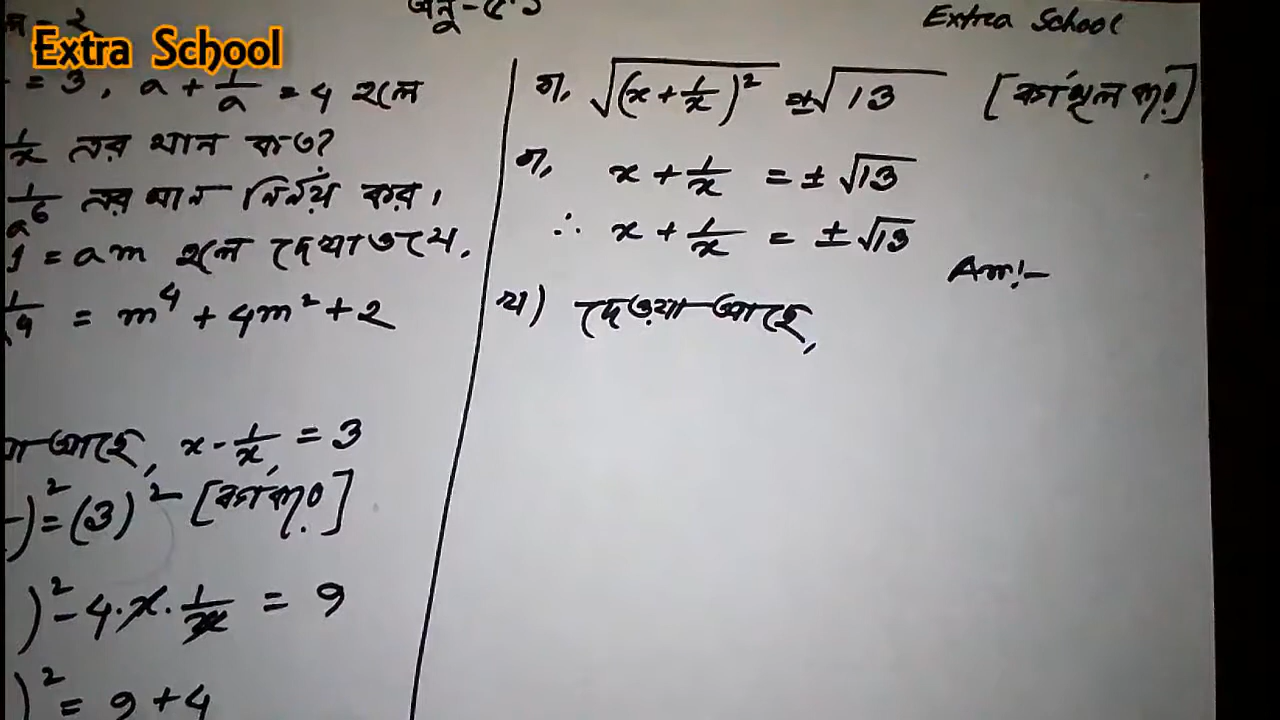 Extra School
= 3, a + 1/a = 4 হলে
1/x এর মান কত?
1/a⁶ এর মান নির্ণয় কর।
= am হলে দেখাও যে,
1/ 4 = m⁴ + 4m² + 2
আছে, x - 1/x = 3
)² = (3)² [বর্গ কের]
)² - 4.x. 1/x = 9
)² = 9 + 4
Extra School
বা, √(x + 1/x)² = ±√13 [বর্গমূল করে]
বা, x + 1/x = ± √13
∴ x + 1/x = ± √13
Ans:-
খ) দেওয়া আছে,